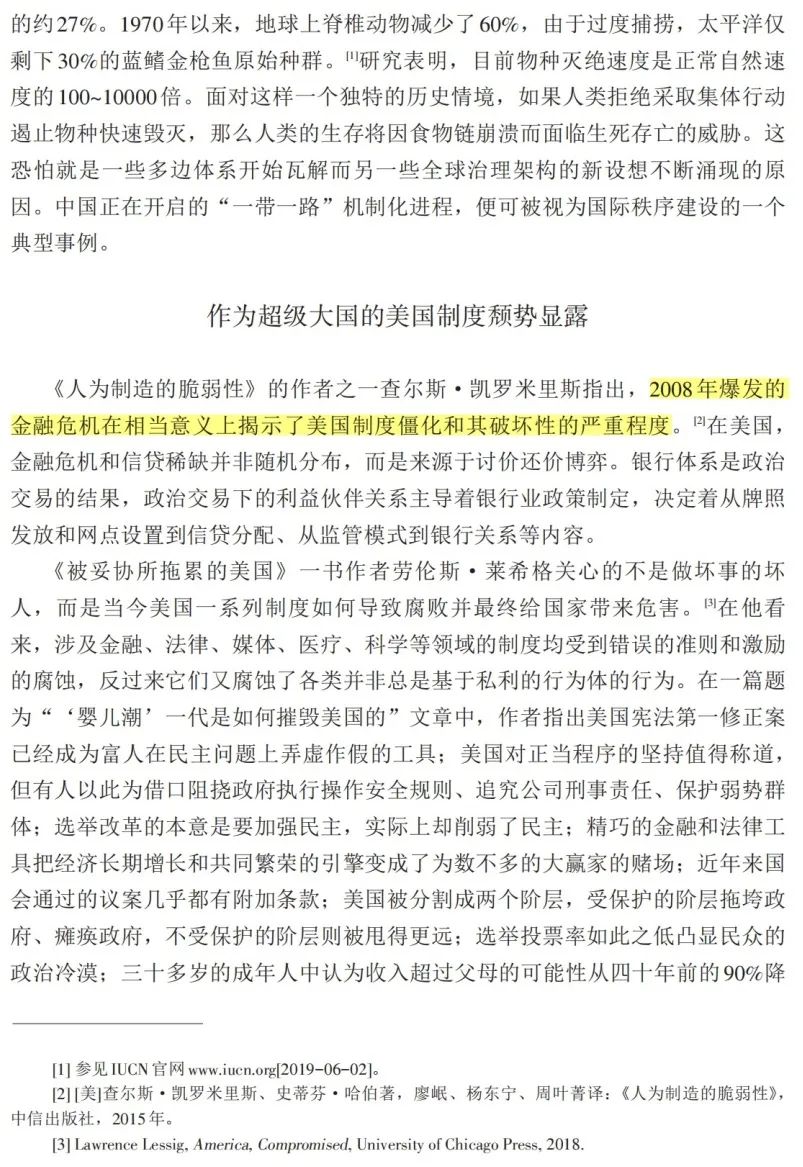 的约27%。1970年以来，地球上脊椎动物减少了60%，由于过度捕捞，太平洋仅
剩下30%的蓝鳍金枪鱼原始种群。[1]研究表明，目前物种灭绝速度是正常自然速
度的100~10000倍。面对这样一个独特的历史情境，如果人类拒绝采取集体行动
遏止物种快速毁灭，那么人类的生存将因食物链崩溃而面临生死存亡的威胁。这
恐怕就是一些多边体系开始瓦解而另一些全球治理架构的新设想不断涌现的原
因。中国正在开启的“一带一路”机制化进程，便可被视为国际秩序建设的一个
典型事例。
作为超级大国的美国制度颓势显露
《人为制造的脆弱性》的作者之一查尔斯·凯罗米里斯指出，2008年爆发的
金融危机在相当意义上揭示了美国制度僵化和其破坏性的严重程度。[2]在美国，
金融危机和信贷稀缺并非随机分布，而是来源于讨价还价博弈。银行体系是政治
交易的结果，政治交易下的利益伙伴关系主导着银行业政策制定，决定着从牌照
发放和网点设置到信贷分配、从监管模式到银行关系等内容。
《被妥协所拖累的美国》一书作者劳伦斯·莱希格关心的不是做坏事的坏
人，而是当今美国一系列制度如何导致腐败并最终给国家带来危害。[3]在他看
来，涉及金融、法律、媒体、医疗、科学等领域的制度均受到错误的准则和激励
的腐蚀，反过来它们又腐蚀了各类并非总是基于私利的行为体的行为。在一篇题
为“‘婴儿潮’一代是如何摧毁美国的”文章中，作者指出美国宪法第一修正案
已经成为富人在民主问题上弄虚作假的工具；美国对正当程序的坚持值得称道，
但有人以此为借口阻挠政府执行操作安全规则、追究公司刑事责任、保护弱势群
体；选举改革的本意是要加强民主，实际上却削弱了民主；精巧的金融和法律工
具把经济长期增长和共同繁荣的引擎变成了为数不多的大赢家的赌场；近年来国
会通过的议案几乎都有附加条款；美国被分割成两个阶层，受保护的阶层拖垮政
府、瘫痪政府，不受保护的阶层则被甩得更远；选举投票率如此之低凸显民众的
政治冷漠；三十多岁的成年人中认为收入超过父母的可能性从四十年前的90%降
[1] 参见IUCN官网www.iucn.org[2019-06-02]。
[2] [美]查尔斯·凯罗米里斯、史蒂芬·哈伯著，廖岷、杨东宁、周叶菁译：《人为制造的脆弱性》，
中信出版社，2015年。
[3] Lawrence Lessig, America, Compromised, University of Chicago Press, 2018.